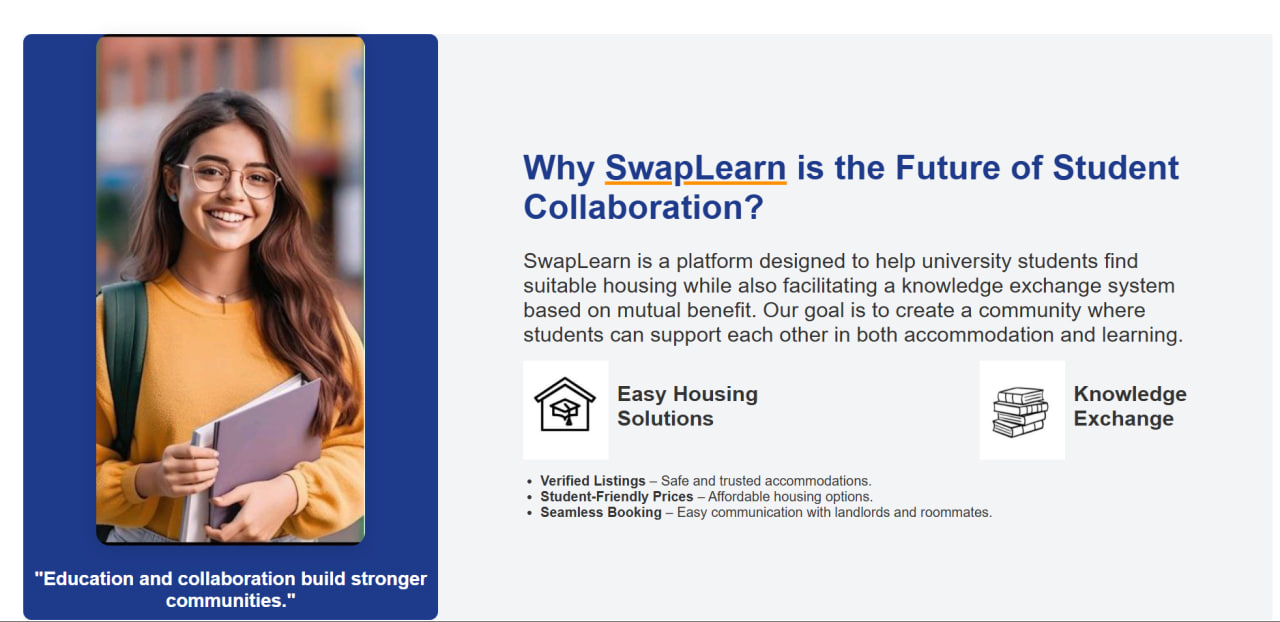 Why SwapLearn is the Future of Student
Collaboration?
SwapLearn is a platform designed to help university students find
suitable housing while also facilitating a knowledge exchange system
based on mutual benefit. Our goal is to create a community where
students can support each other in both accommodation and learning.
Easy Housing
Solutions
Knowledge
Exchange
• Verified Listings – Safe and trusted accommodations.
• Student-Friendly Prices – Affordable housing options.
• Seamless Booking – Easy communication with landlords and roommates.
"Education and collaboration build stronger
communities."